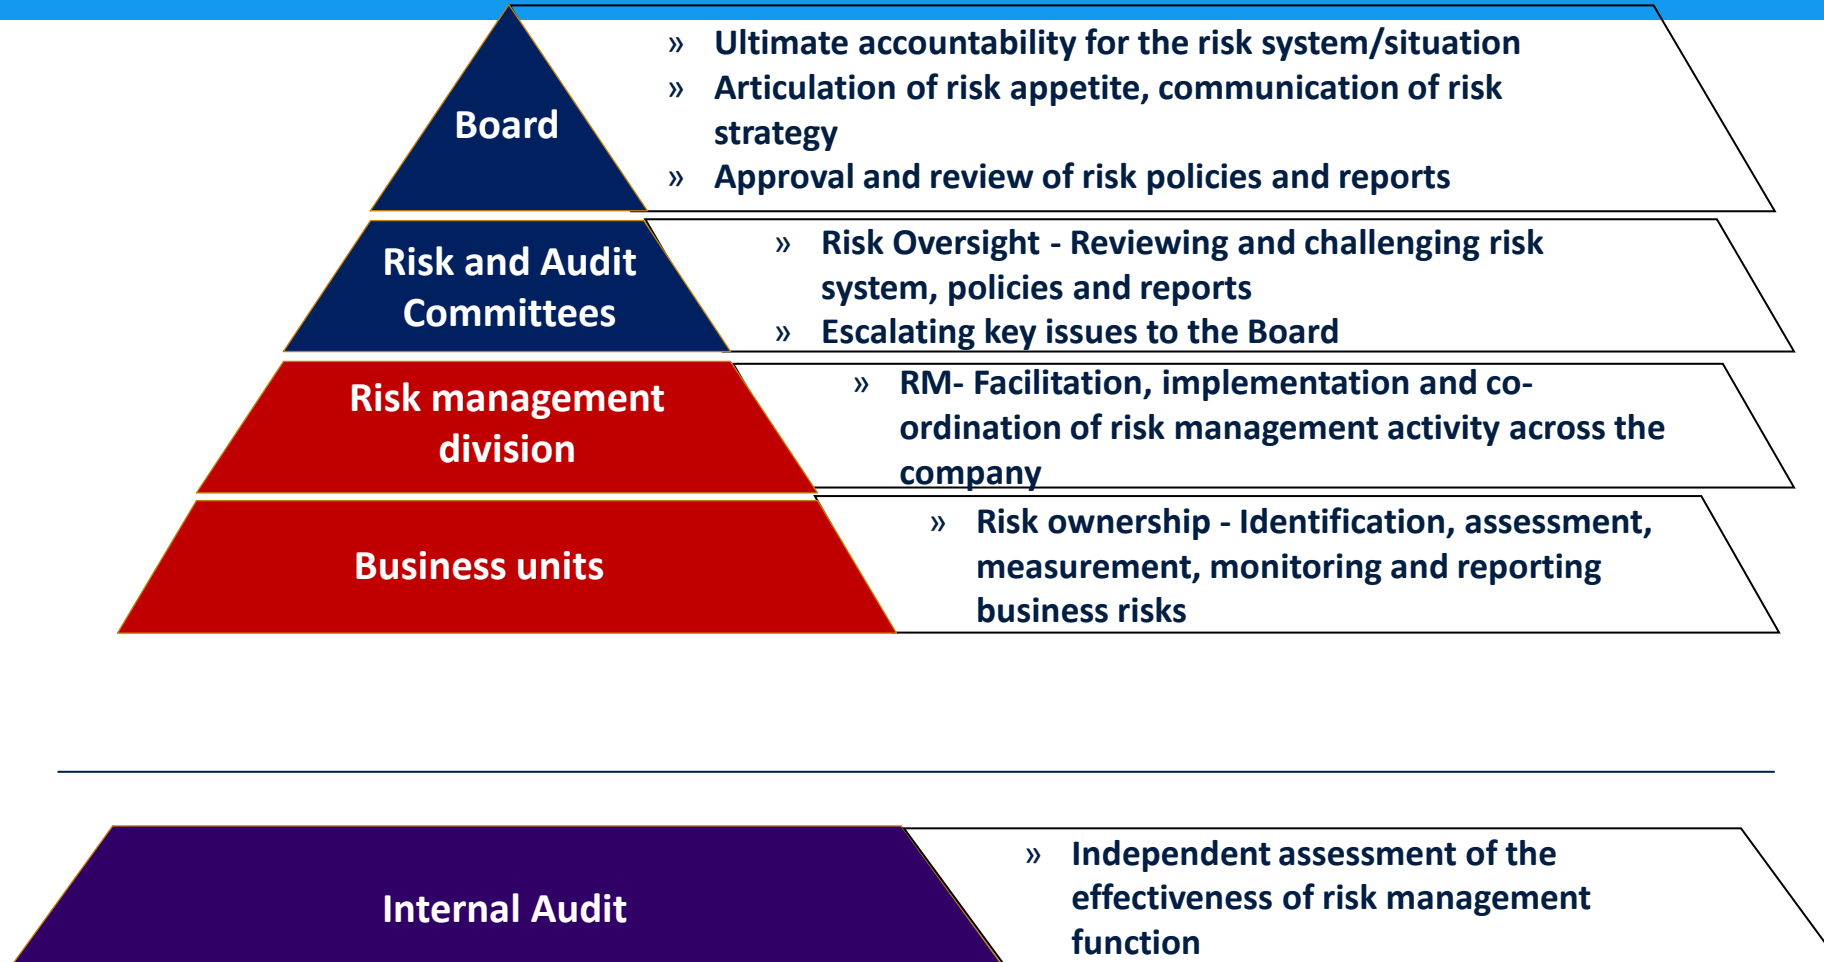 Board
» Ultimate accountability for the risk system/situation
» Articulation of risk appetite, communication of risk
strategy
» Approval and review of risk policies and reports
Risk and Audit
Committees
» Risk Oversight - Reviewing and challenging risk
system, policies and reports
» Escalating key issues to the Board
Risk management
division
» RM- Facilitation, implementation and co-
ordination of risk management activity across the
company
Business units
» Risk ownership - Identification, assessment,
measurement, monitoring and reporting
business risks
Internal Audit
» Independent assessment of the
effectiveness of risk management
function